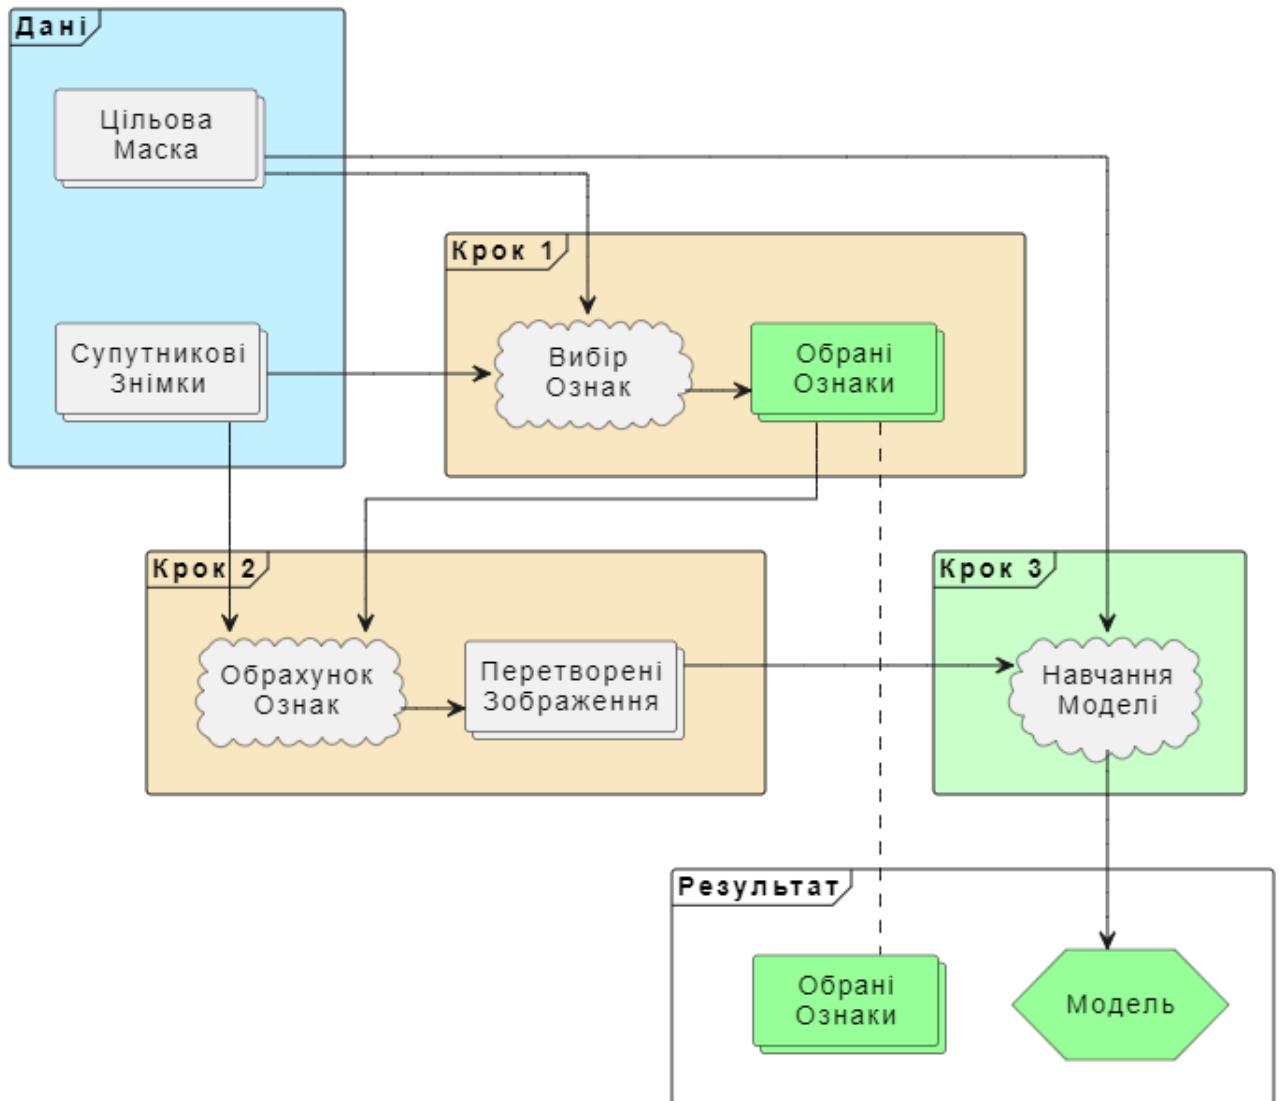 Дані
Цільова
Маска
Крок 1
Супутникові
Знімки
Вибір
Ознак
Обрані
Ознаки
Крок 2
Крок 3
Обрахунок
Ознак
Перетворені
Зображення
Навчання
Моделі
Результат
Обрані
Ознаки
Модель